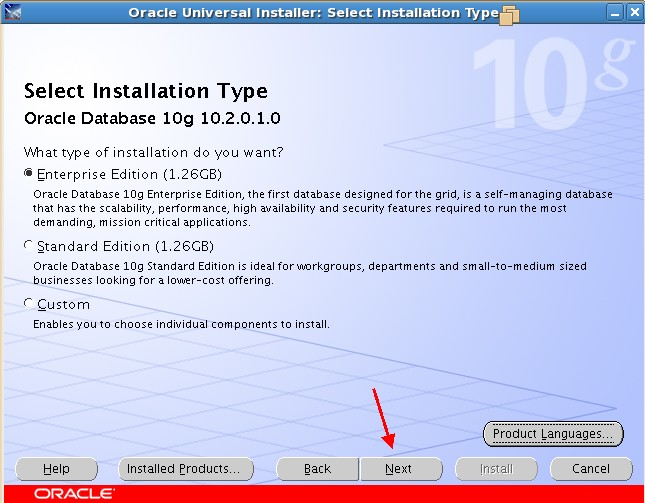 Oracle Universal Installer: Select Installation Type
10g
Select Installation Type
Oracle Database 10g 10.2.0.1.0
What type of installation do you want?
Enterprise Edition (1.26GB)
Oracle Database 10g Enterprise Edition, the first database designed for the grid, is a self-managing database
that has the scalability, performance, high availability and security features required to run the most
demanding, mission critical applications.
Standard Edition (1.26GB)
Oracle Database 10g Standard Edition is ideal for workgroups, departments and small-to-medium sized
businesses looking for a lower-cost offering.
Custom
Enables you to choose individual components to install.
Product Languages...
Help Installed Products... Back Next Install Cancel
ORACLE